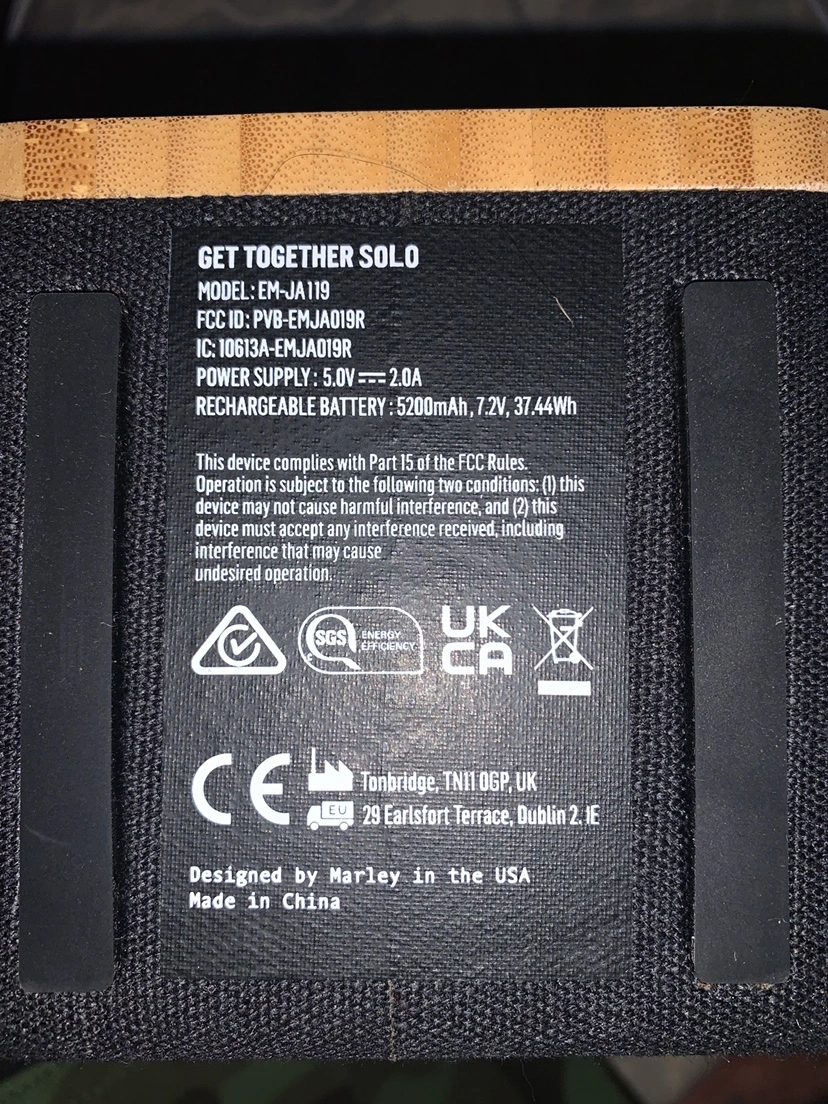 GET TOGETHER SOLO
MODEL: EM-JA119
FCC ID: PVB-EMJA019R
IC: 10613A-EMJA019R
POWER SUPPLY: 5.0V⎓2.0A
RECHARGEABLE BATTERY: 5200mAh, 7.2V, 37.44Wh
This device complies with Part 15 of the FCC Rules.
Operation is subject to the following two conditions: (1) this
device may not cause harmful interference, and (2) this
device must accept any interference received, including
interference that may cause
undesired operation.
SGS
C
ENERGY
EFFICIENCY
UK
CA
CE
Tonbridge, TN11 0GP, UK
EU
29 Earlsfort Terrace, Dublin 2, IE
Designed by Marley in the USA
Made in China